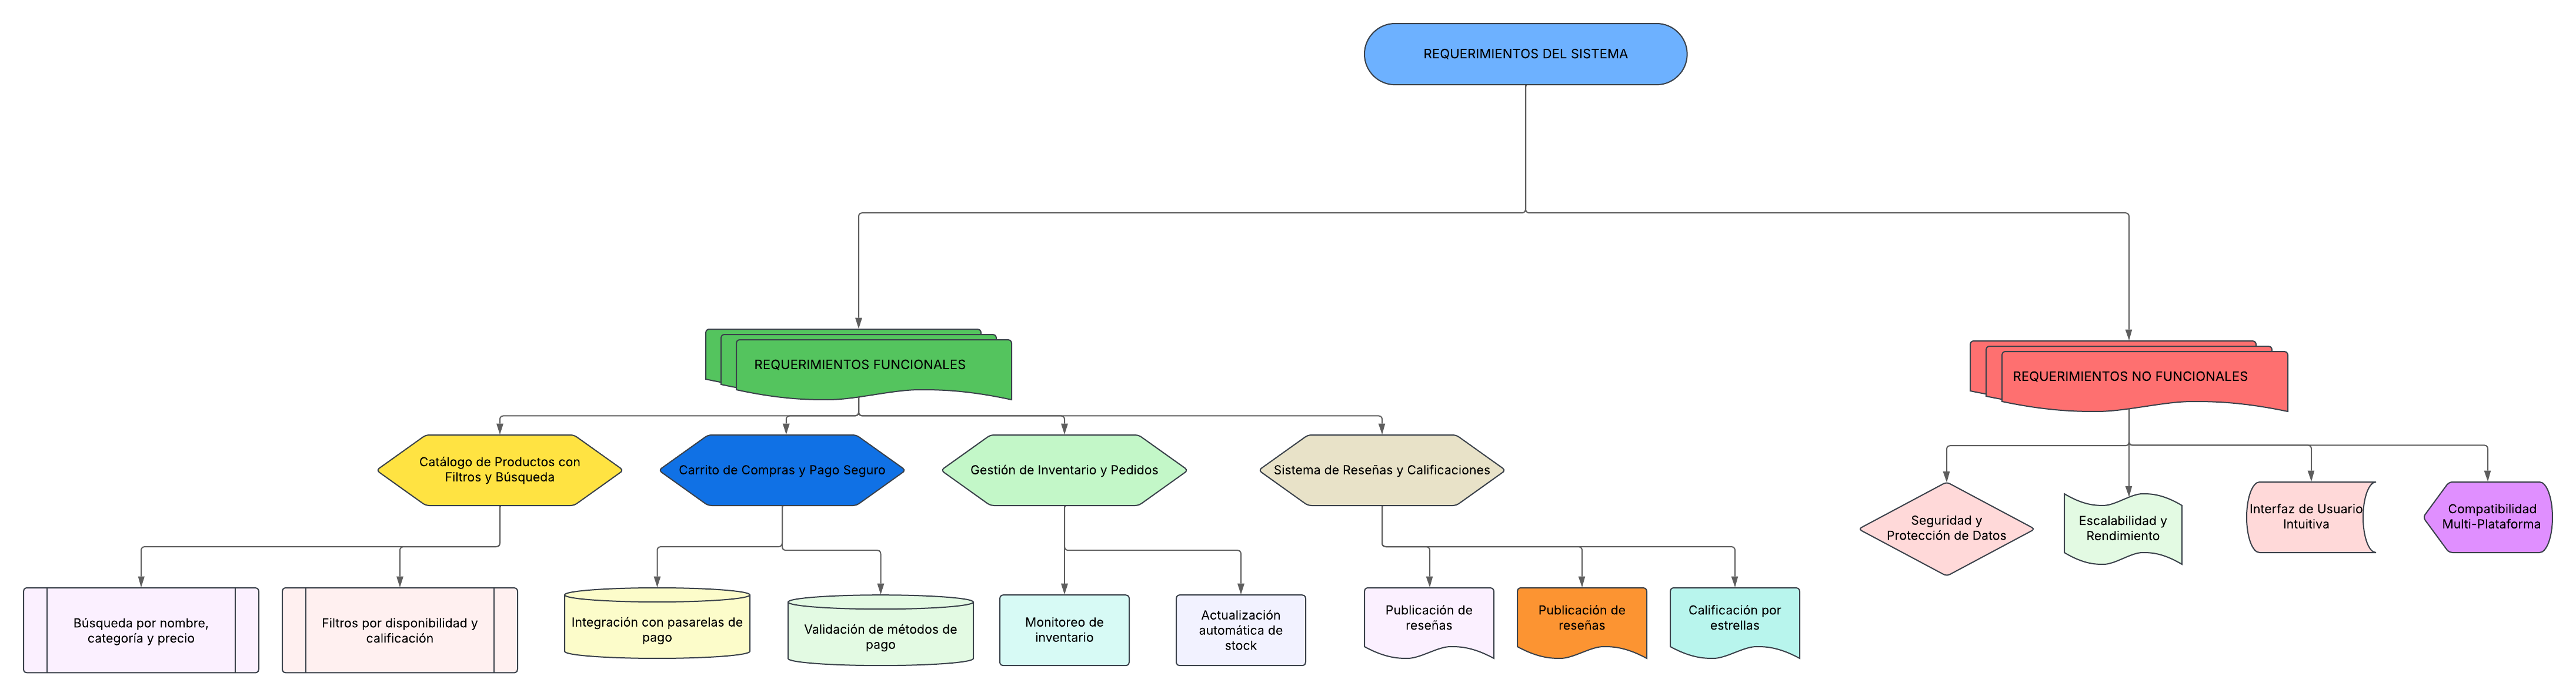 REQUERIMIENTOS DEL SISTEMA
REQUERIMIENTOS FUNCIONALES
REQUERIMIENTOS NO FUNCIONALES
Catálogo de Productos con
Filtros y Búsqueda
Carrito de Compras y Pago Seguro
Gestión de Inventario y Pedidos
Sistema de Reseñas y Calificaciones
Seguridad y
Protección de Datos
Escalabilidad y
Rendimiento
Interfaz de Usuario
Intuitiva
Compatibilidad
Multi-Plataforma
Búsqueda por nombre,
categoría y precio
Filtros por disponibilidad y
calificación
Integración con pasarelas de
pago
Validación de métodos de
pago
Monitoreo de
inventario
Actualización
automática de
stock
Publicación de
reseñas
Publicación de
reseñas
Calificación por
estrellas